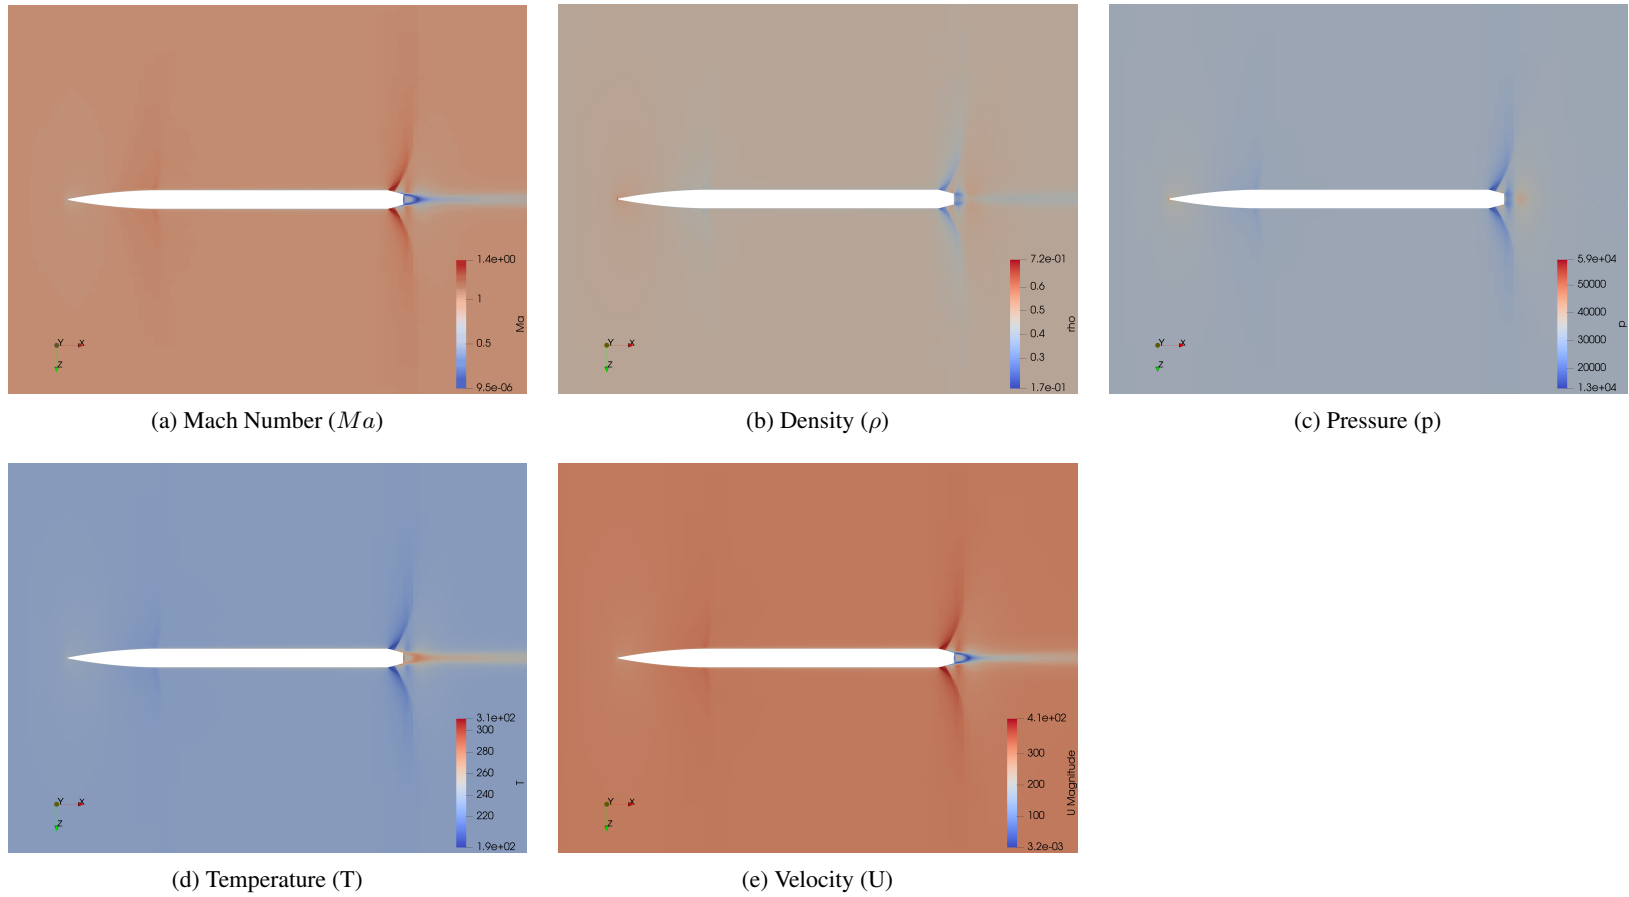 1.4e+00
1
0.5
9.5e-06
Ma
Y
X
Z
7.2e-01
0.6
0.5
0.4
0.3
1.7e-01
rho
Y
X
Z
5.9e+04
50000
40000
30000
20000
1.3e+04
p
Y
X
Z
(a) Mach Number (Ma)
(b) Density (ρ)
(c) Pressure (p)
3.1e+02
300
280
260
240
220
1.9e+02
T
Y
X
Z
4.1e+02
300
200
100
3.2e-03
U Magnitude
Y
X
Z
(d) Temperature (T)
(e) Velocity (U)